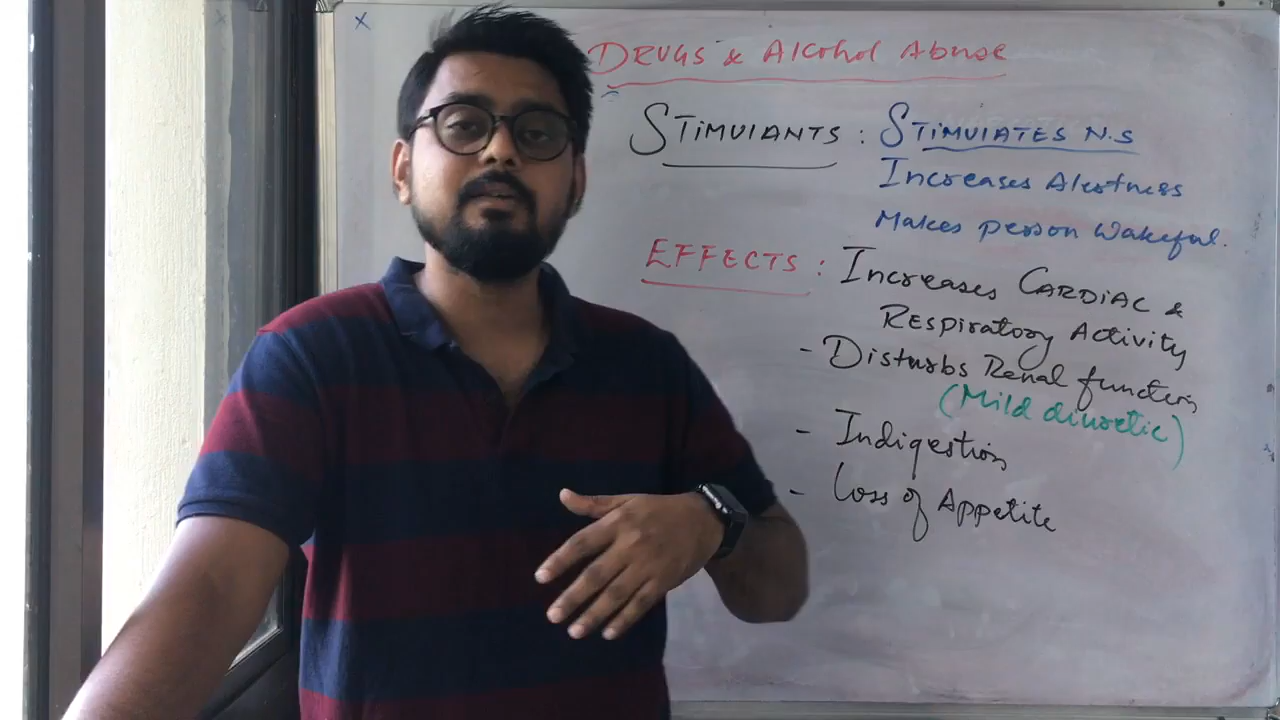 x
DRUGS & Alcohol Abuse
STIMULANTS : STIMULATES N.S
Increases Alertness
Makes person Wakeful.
EFFECTS : Increases CARDIAC &
Respiratory Activity
- Disturbs Renal function
(Mild diuretic)
- Indigestion
- Loss of Appetite